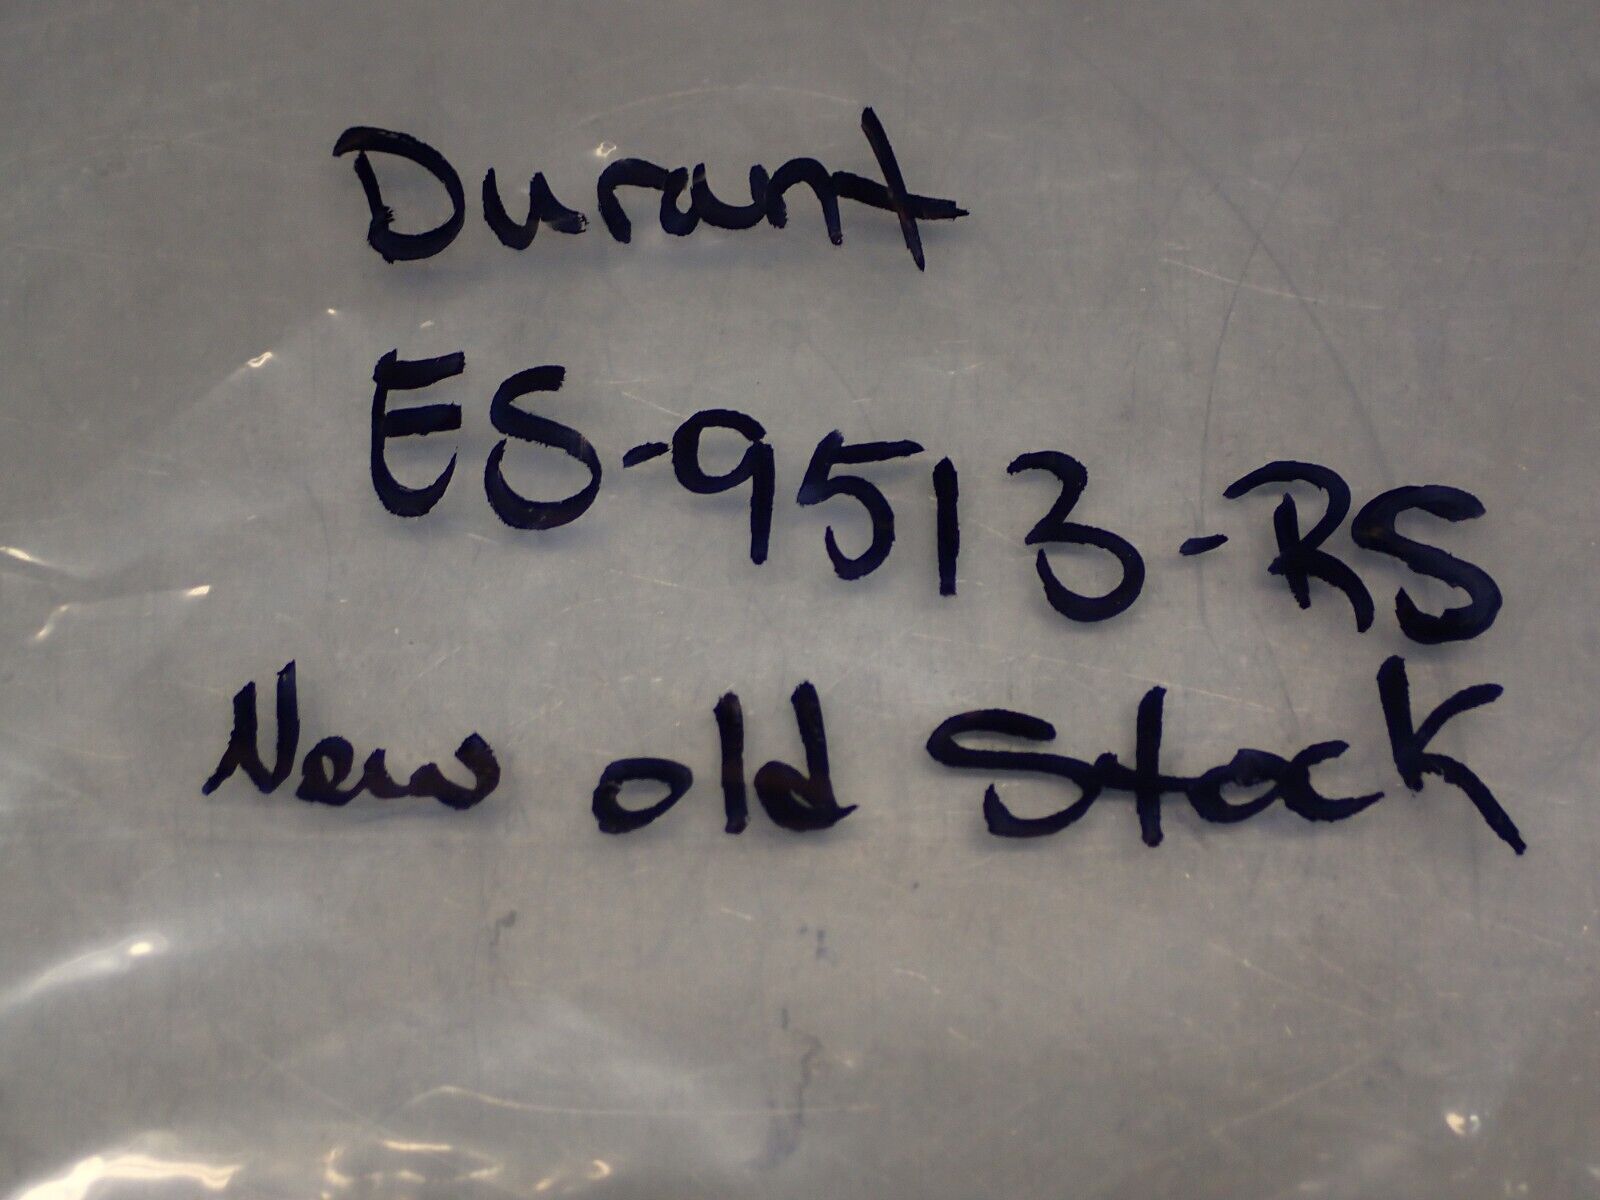 Durant
ES-9513-RS
New old Stock